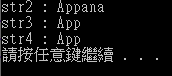 str2 : Appana
str3 : App
str4 : App
請按任意鍵繼續 . . .